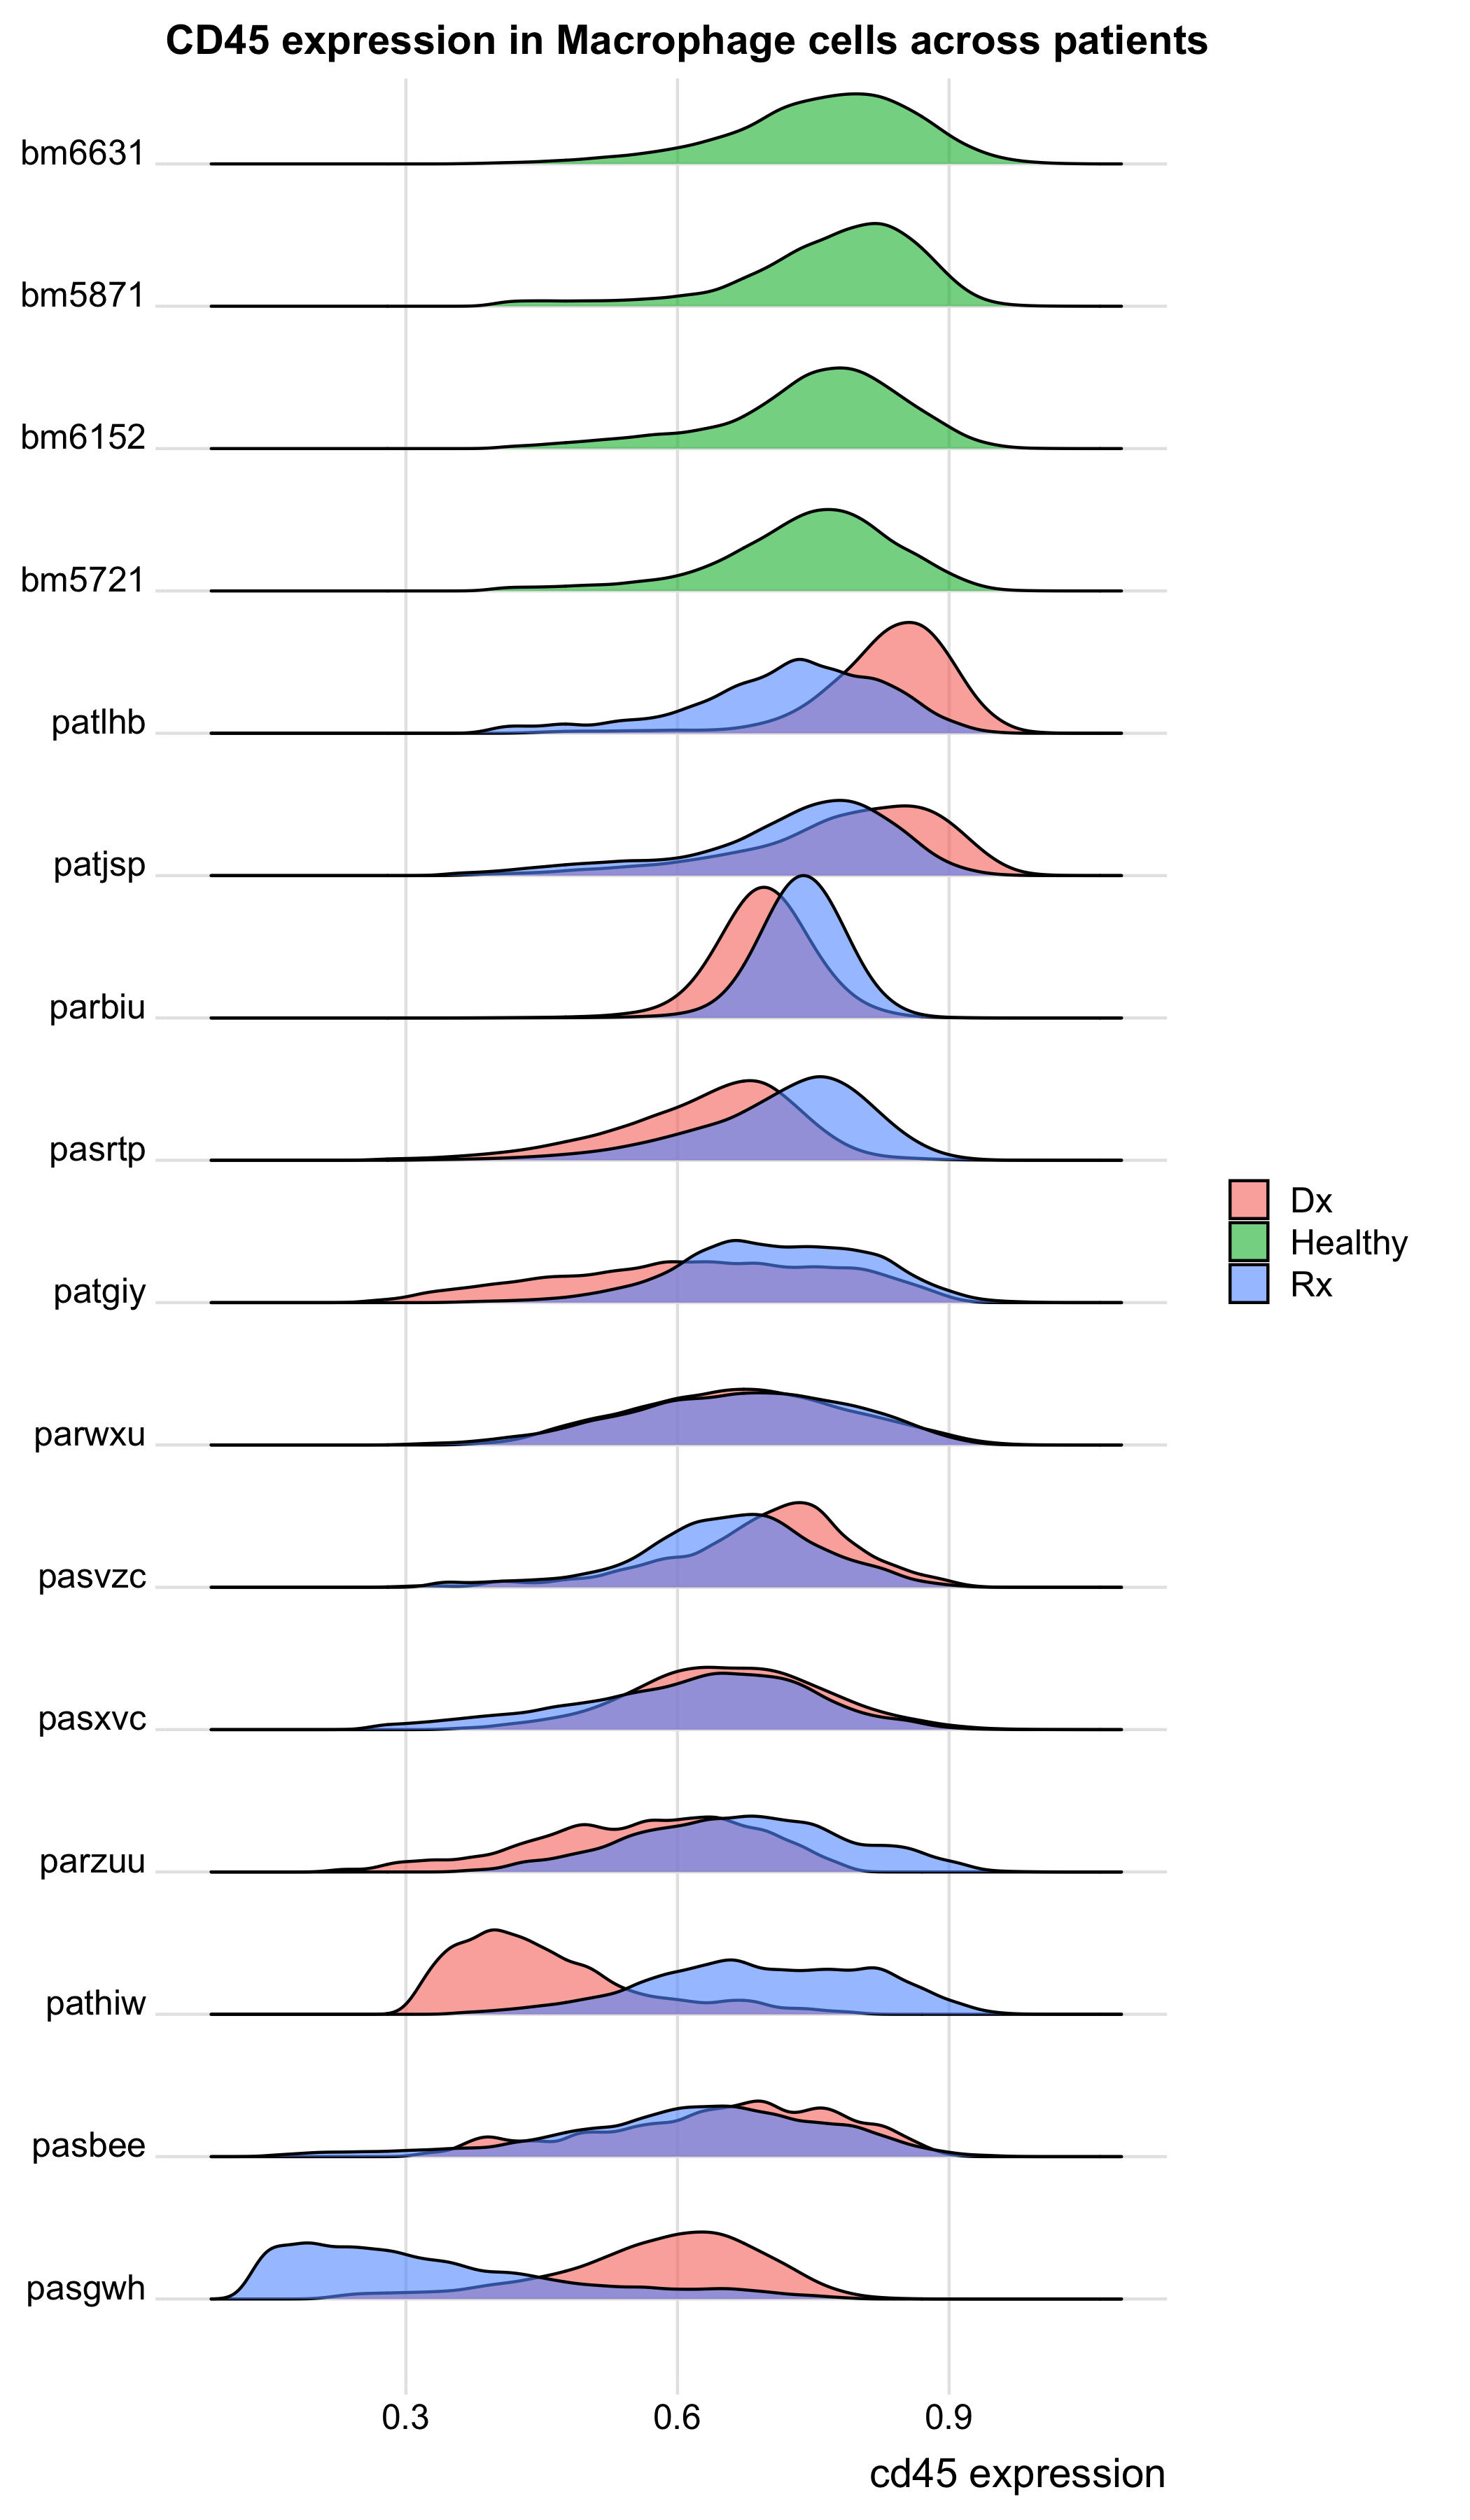 CD45 expression in Macrophage cells across patients
bm6631
bm5871
bm6152
bm5721
patlhb
patjsp
parbiu
pasrtp
patgiy
parwxu
pasvzc
pasxvc
parzuu
pathiw
pasbee
pasgwh
Dx
Healthy
Rx
0.3 0.6 0.9
cd45 expression